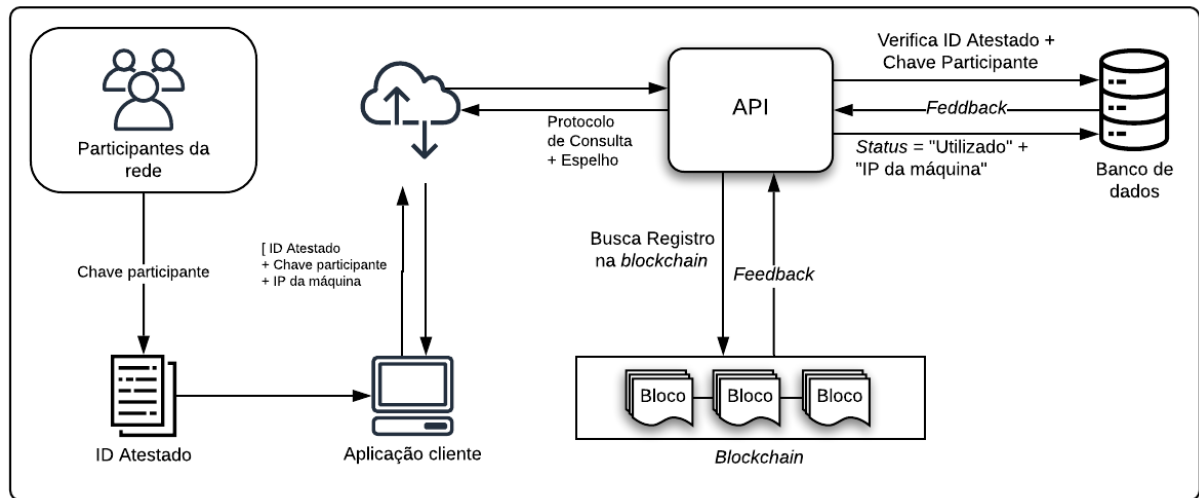 Participantes da
rede
Chave participante
ID Atestado
[ ID Atestado
+ Chave participante
+ IP da máquina
Aplicação cliente
Protocolo
de Consulta
+ Espelho
API
Verifica ID Atestado +
Chave Participante
Feddback
Status = "Utilizado" +
"IP da máquina"
Banco de
dados
Busca Registro
na blockchain
Feedback
Bloco
Bloco
Bloco
Blockchain